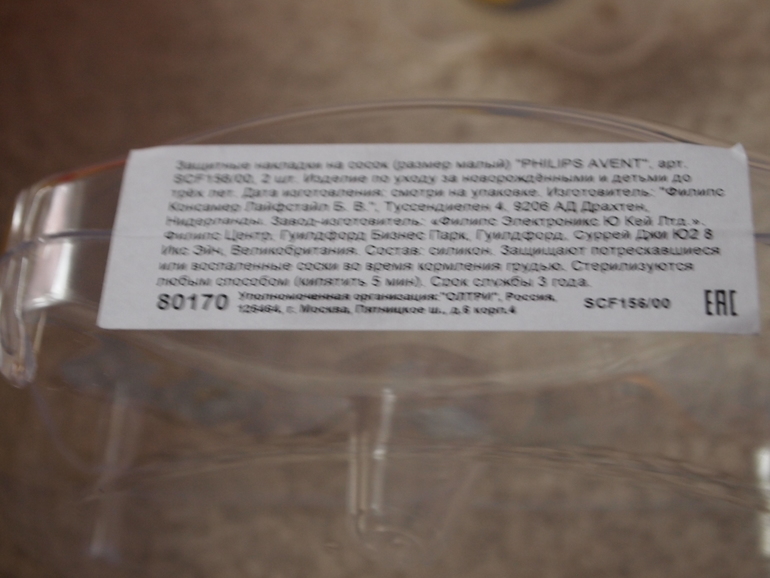 Защитные накладки на сосок (размер малый) "PHILIPS AVENT", арт.
SCF156/00, 2 шт. Изделие по уходу за новорождёнными и детьми до
трёх лет. Дата изготовления: смотри на упаковке. Изготовитель: "Филипс
Консамер Лайфстайл Б. В.", Туссендиепен 4, 9206 АД Драхтен,
Нидерланды. Завод-изготовитель: «Филипс Электроникс Ю Кей Лтд.».
Филипс Центр, Гуилдфорд Бизнес Парк, Гуилдфорд, Суррей Джи Ю2 8
Икс Эйч, Великобритания. Состав: силикон. Защищают потрескавшиеся
или воспаленные соски во время кормления грудью. Стерилизуются
любым способом (кипятить 5 мин). Срок службы 3 года.
80170 Уполномоченная организация: "ОЛТРИ", Россия, SCF156/00 EAC
125464, г. Москва, Пятницкое ш., д.6 корп.4